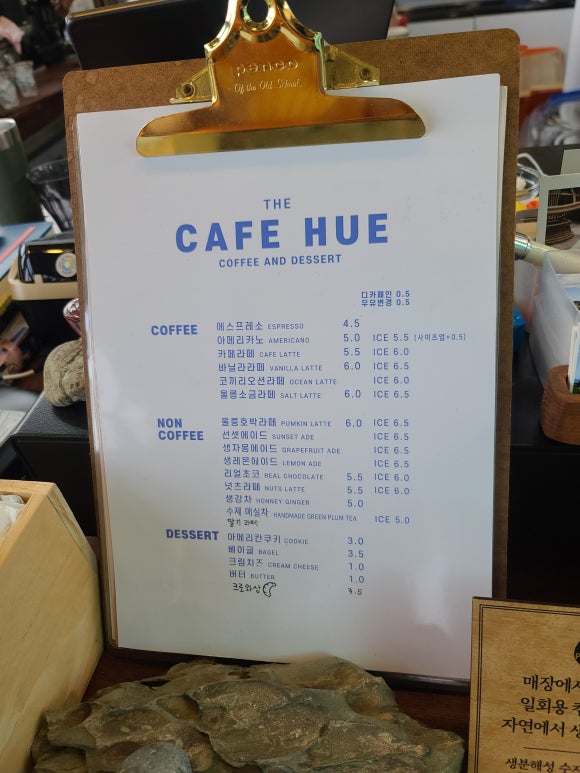 penco
Of the Old School.
THE
CAFE HUE
COFFEE AND DESSERT
디카페인 0.5
우유변경 0.5
COFFEE
에스프레소 ESPRESSO 4.5
아메리카노 AMERICANO 5.0 ICE 5.5 (사이즈업+0.5)
카페라떼 CAFE LATTE 5.5 ICE 6.0
바닐라라떼 VANILLA LATTE 6.0 ICE 6.5
코끼리오션라떼 OCEAN LATTE ICE 6.0
울릉소금라떼 SALT LATTE 6.0 ICE 6.5
NON
COFFEE
울릉호박라떼 PUMKIN LATTE 6.0 ICE 6.5
선셋에이드 SUNSET ADE ICE 6.5
생자몽에이드 GRAPEFRUIT ADE ICE 6.5
생레몬에이드 LEMON ADE ICE 6.5
리얼초코 REAL CHOCOLATE 5.5 ICE 6.0
넛츠라떼 NUTS LATTE 5.5 ICE 6.0
생강차 HONNEY GINGER 5.0
수제 매실차 HANDMADE GREEN PLUM TEA ICE 5.0
딸기 라떼
DESSERT
아메리칸쿠키 COOKIE 3.0
베이글 BAGEL 3.5
크림치즈 CREAM CHEESE 1.0
버터 BUTTER 1.0
크로와상 3.5
매장에서
일회용 컵
자연에서 생
생분해성 수지